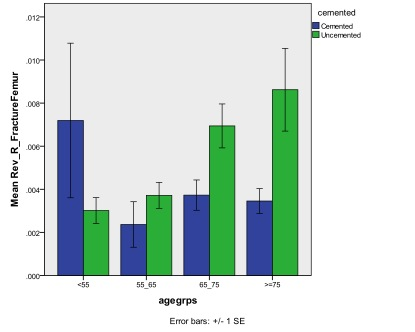 cemented
Cemented
Uncemented
Mean Rev_R_FractureFemur
.012
.010
.008
.006
.004
.002
.000
<55
55_65
65_75
>=75
agegrps
Error bars: +/- 1 SE